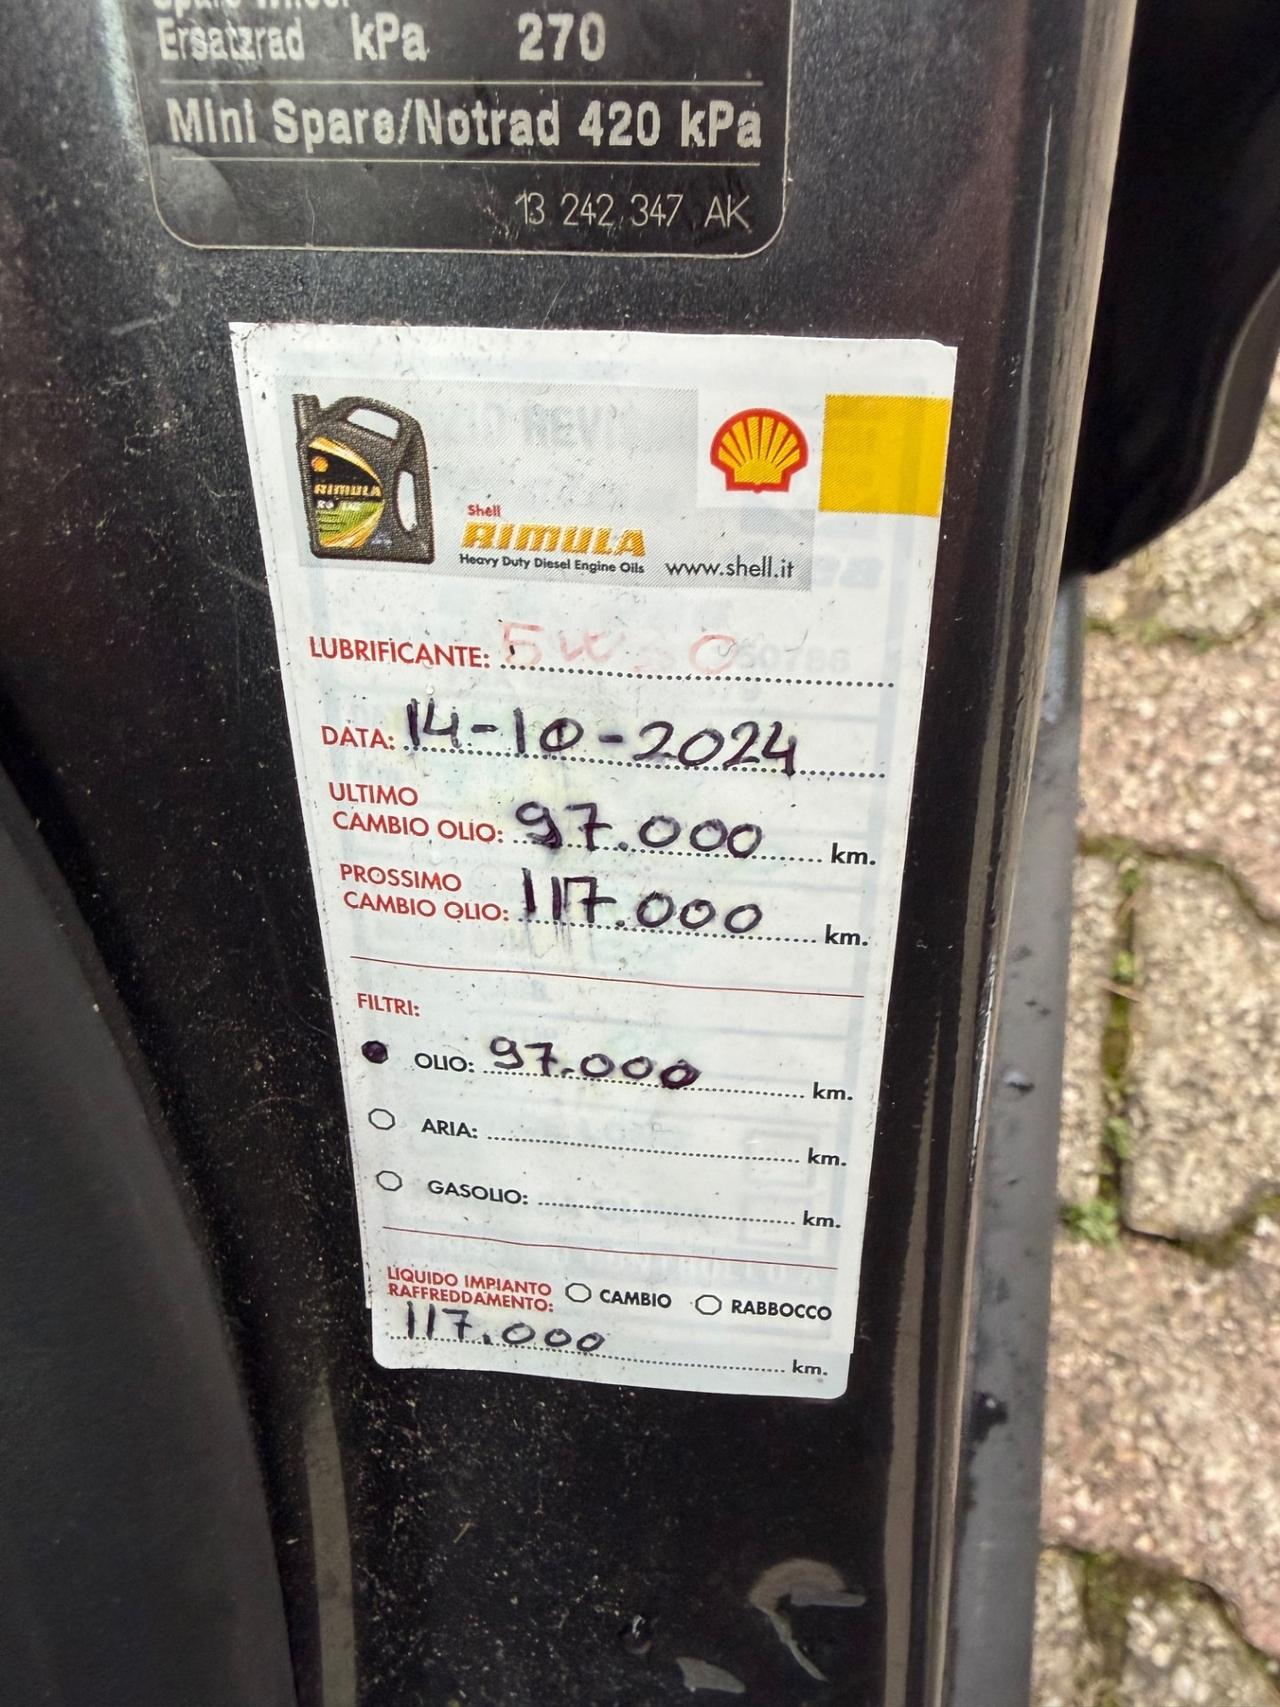 Ersatzrad kPa 270
Mini Spare/Notrad 420 kPa
13 242 347 AK
RIMULA
Shell
RIMULA
Heavy Duty Diesel Engine Oils www.shell.it
LUBRIFICANTE: 5W30
DATA: 14-10-2024
ULTIMO
CAMBIO OLIO: 97.000 km.
PROSSIMO
CAMBIO OLIO: 117.000 km.
FILTRI:
OLIO: 97.000 km.
ARIA: km.
GASOLIO: km.
LIQUIDO IMPIANTO
RAFFREDDAMENTO: CAMBIO RABBOCCO
117.000 km.